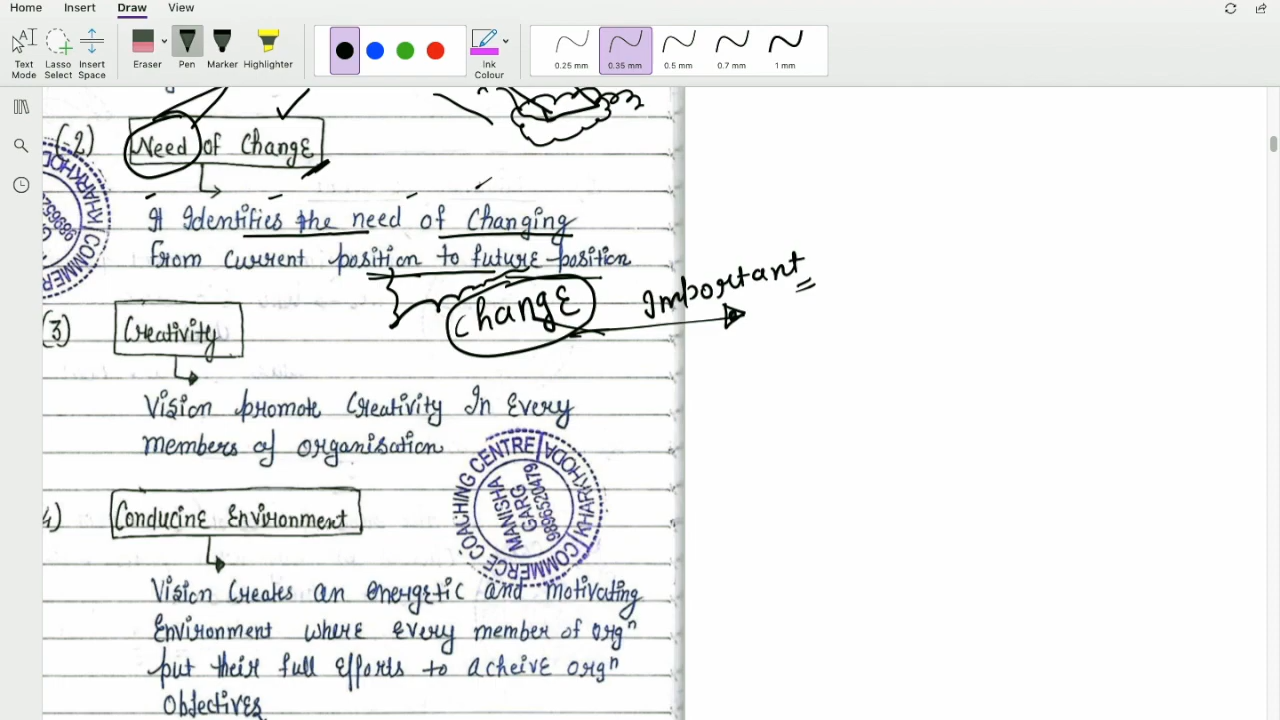 Home Insert Draw View
Text Mode
Lasso Select
Insert Space
Eraser
Pen
Marker
Highlighter
Ink Colour
0.25 mm
0.35 mm
0.5 mm
0.7 mm
1 mm
(2) Need of Change
It Identifies the need of Changing
From current position to future position
Change
Important
(3) Creativity
Vision promote Creativity In Every
members of organisation
COMMERCE COACHING CENTRE KHARKHODA
MANISHA
GARG
9896520479
4) Conducine Environment
Vision Creates an energetic and motivating
Environment where every member of orgⁿ
put their full efforts to acheive orgⁿ
Objectives